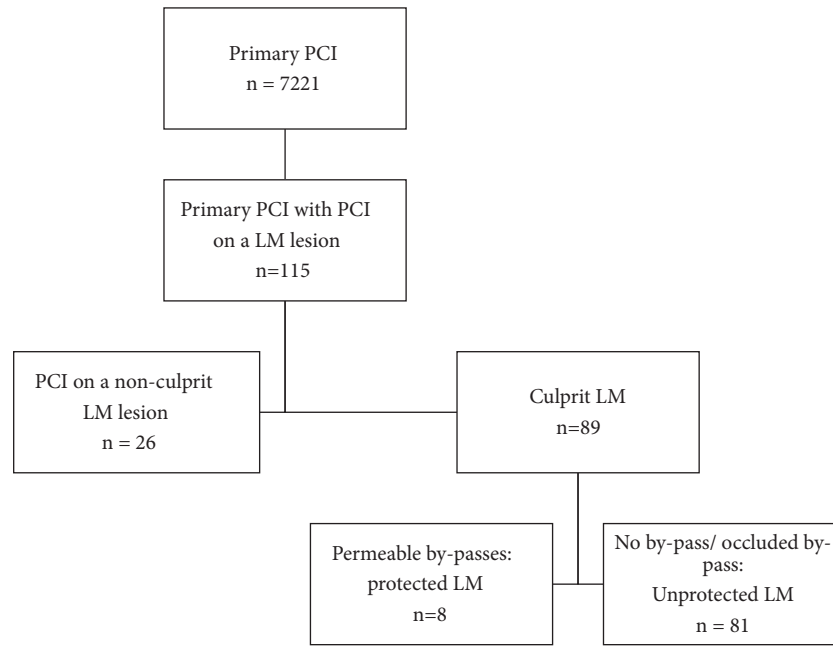 Primary PCI
n = 7221
Primary PCI with PCI
on a LM lesion
n=115
PCI on a non-culprit
LM lesion
n = 26
Culprit LM
n=89
Permeable by-passes:
protected LM
n=8
No by-pass/ occluded by-
pass:
Unprotected LM
n = 81